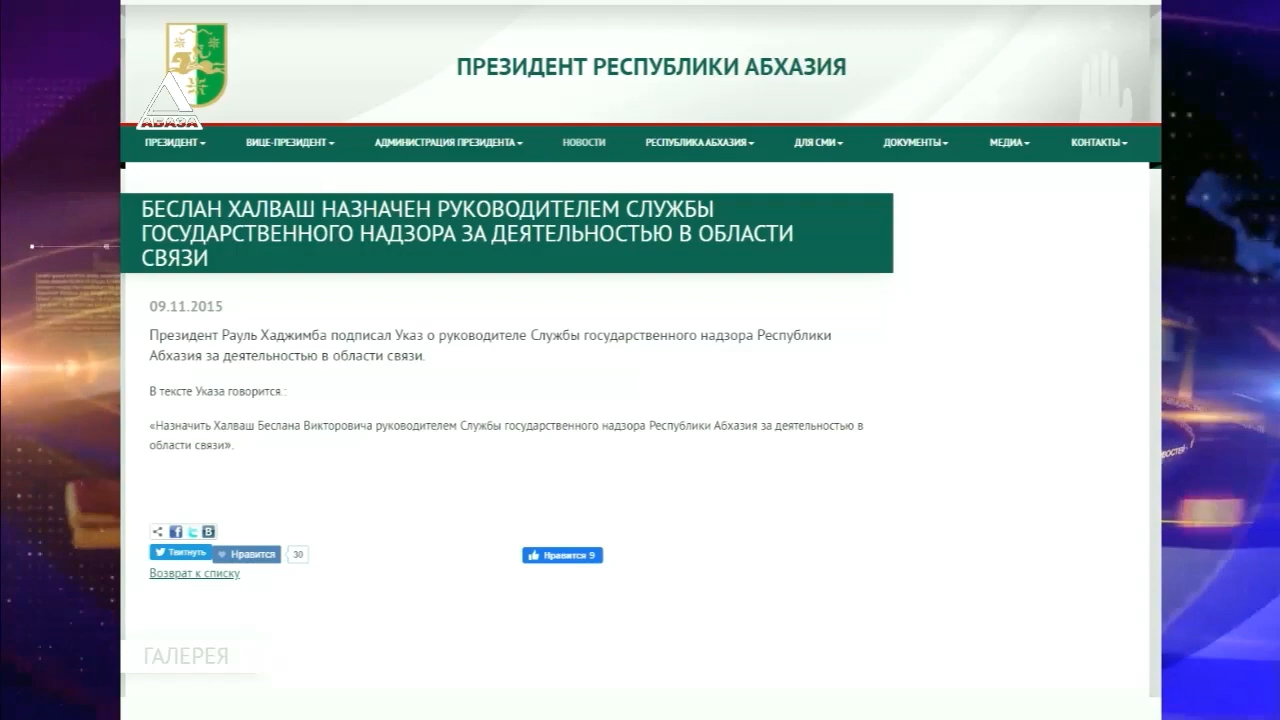 ПРЕЗИДЕНТ РЕСПУБЛИКИ АБХАЗИЯ
АБАЗА
ПРЕЗИДЕНТ ВИЦЕ-ПРЕЗИДЕНТ АДМИНИСТРАЦИЯ ПРЕЗИДЕНТА НОВОСТИ РЕСПУБЛИКА АБХАЗИЯ ДЛЯ СМИ ДОКУМЕНТЫ МЕДИА КОНТАКТЫ
БЕСЛАН ХАЛВАШ НАЗНАЧЕН РУКОВОДИТЕЛЕМ СЛУЖБЫ
ГОСУДАРСТВЕННОГО НАДЗОРА ЗА ДЕЯТЕЛЬНОСТЬЮ В ОБЛАСТИ
СВЯЗИ
09.11.2015
Президент Рауль Хаджимба подписал Указ о руководителе Службы государственного надзора Республики
Абхазия за деятельностью в области связи.
В тексте Указа говорится.:
«Назначить Халваш Беслана Викторовича руководителем Службы государственного надзора Республики Абхазия за деятельностью в
области связи».
Твитнуть Нравится 30 Нравится 9
Возврат к списку
ГАЛЕРЕЯ